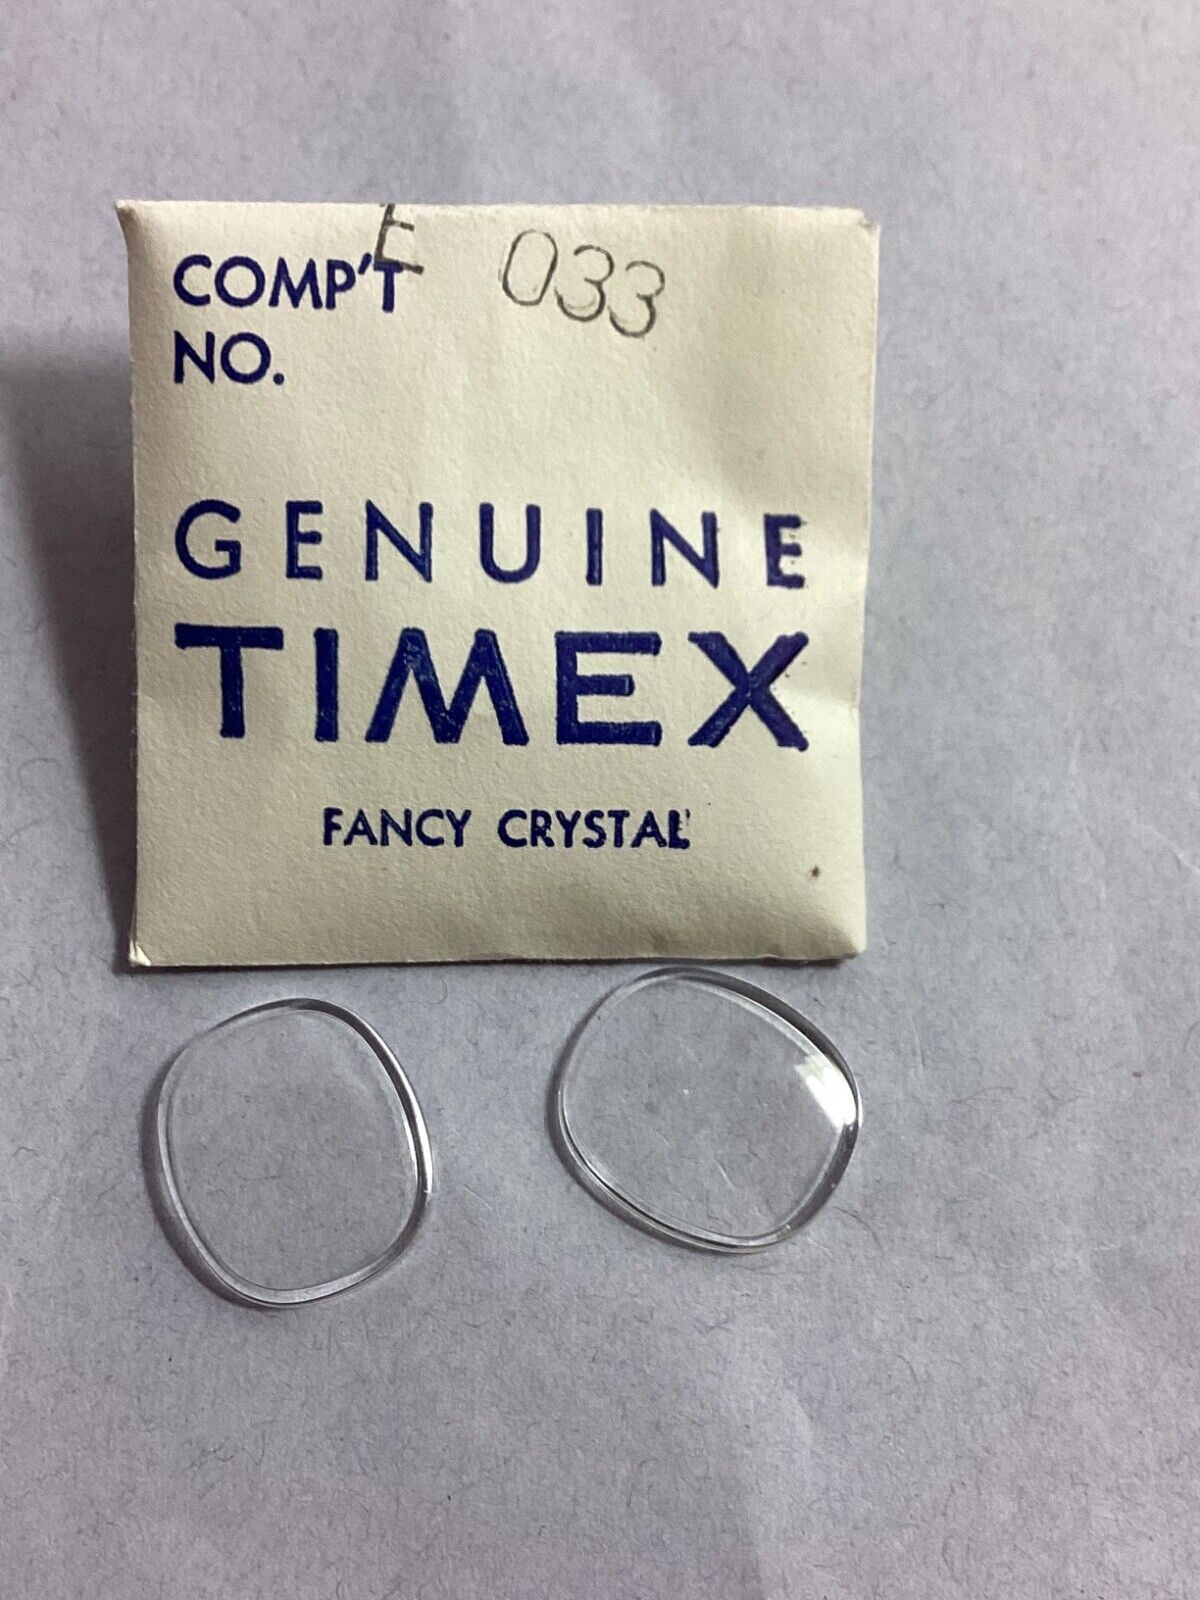 E 033
COMP'T
NO.
GENUINE
TIMEX
FANCY CRYSTAL